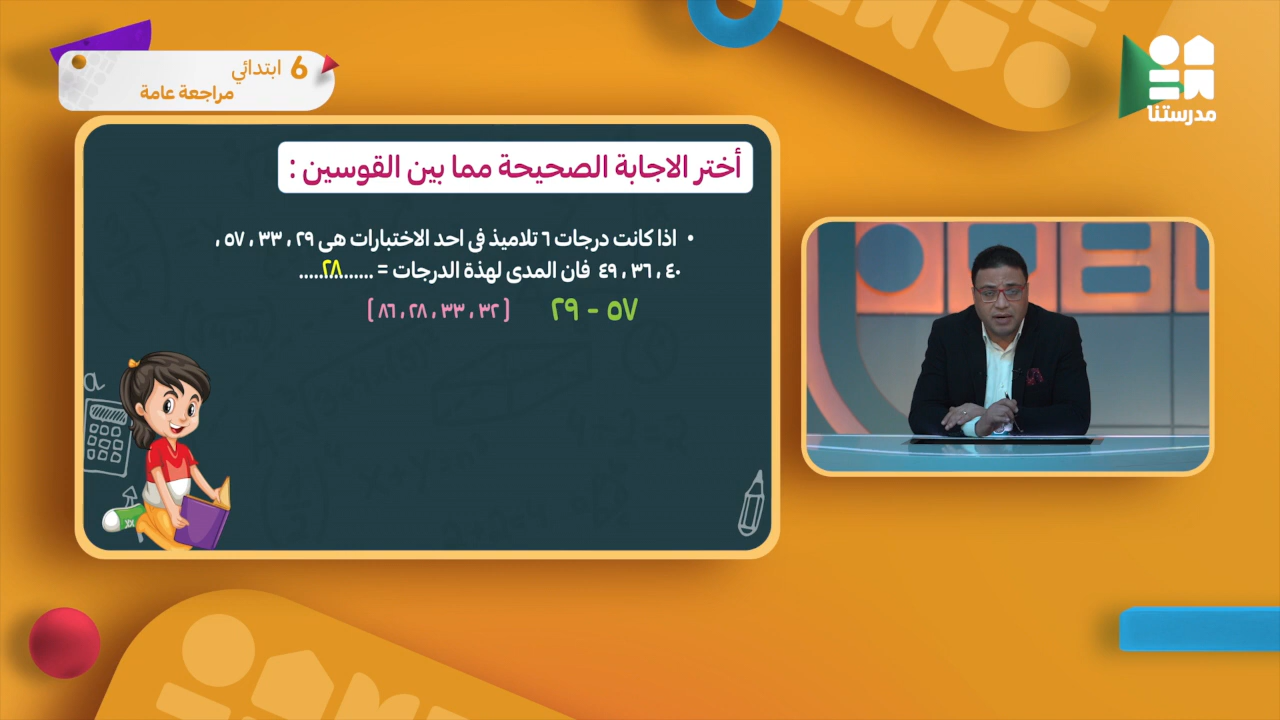 6 ابتدائي
مراجعة عامة
مدرستنا
أختر الاجابة الصحيحة مما بين القوسين :
• اذا كانت درجات ٦ تلاميذ فى احد الاختبارات هى ٢٩ ، ٣٣ ، ٥٧ ،
٤٠ ، ٣٦ ، ٤٩ فان المدى لهذة الدرجات = ......٢٨.....
٥٧ - ٢٩ [ ٣٢ ، ٣٣ ، ٢٨ ، ٨٦ ]